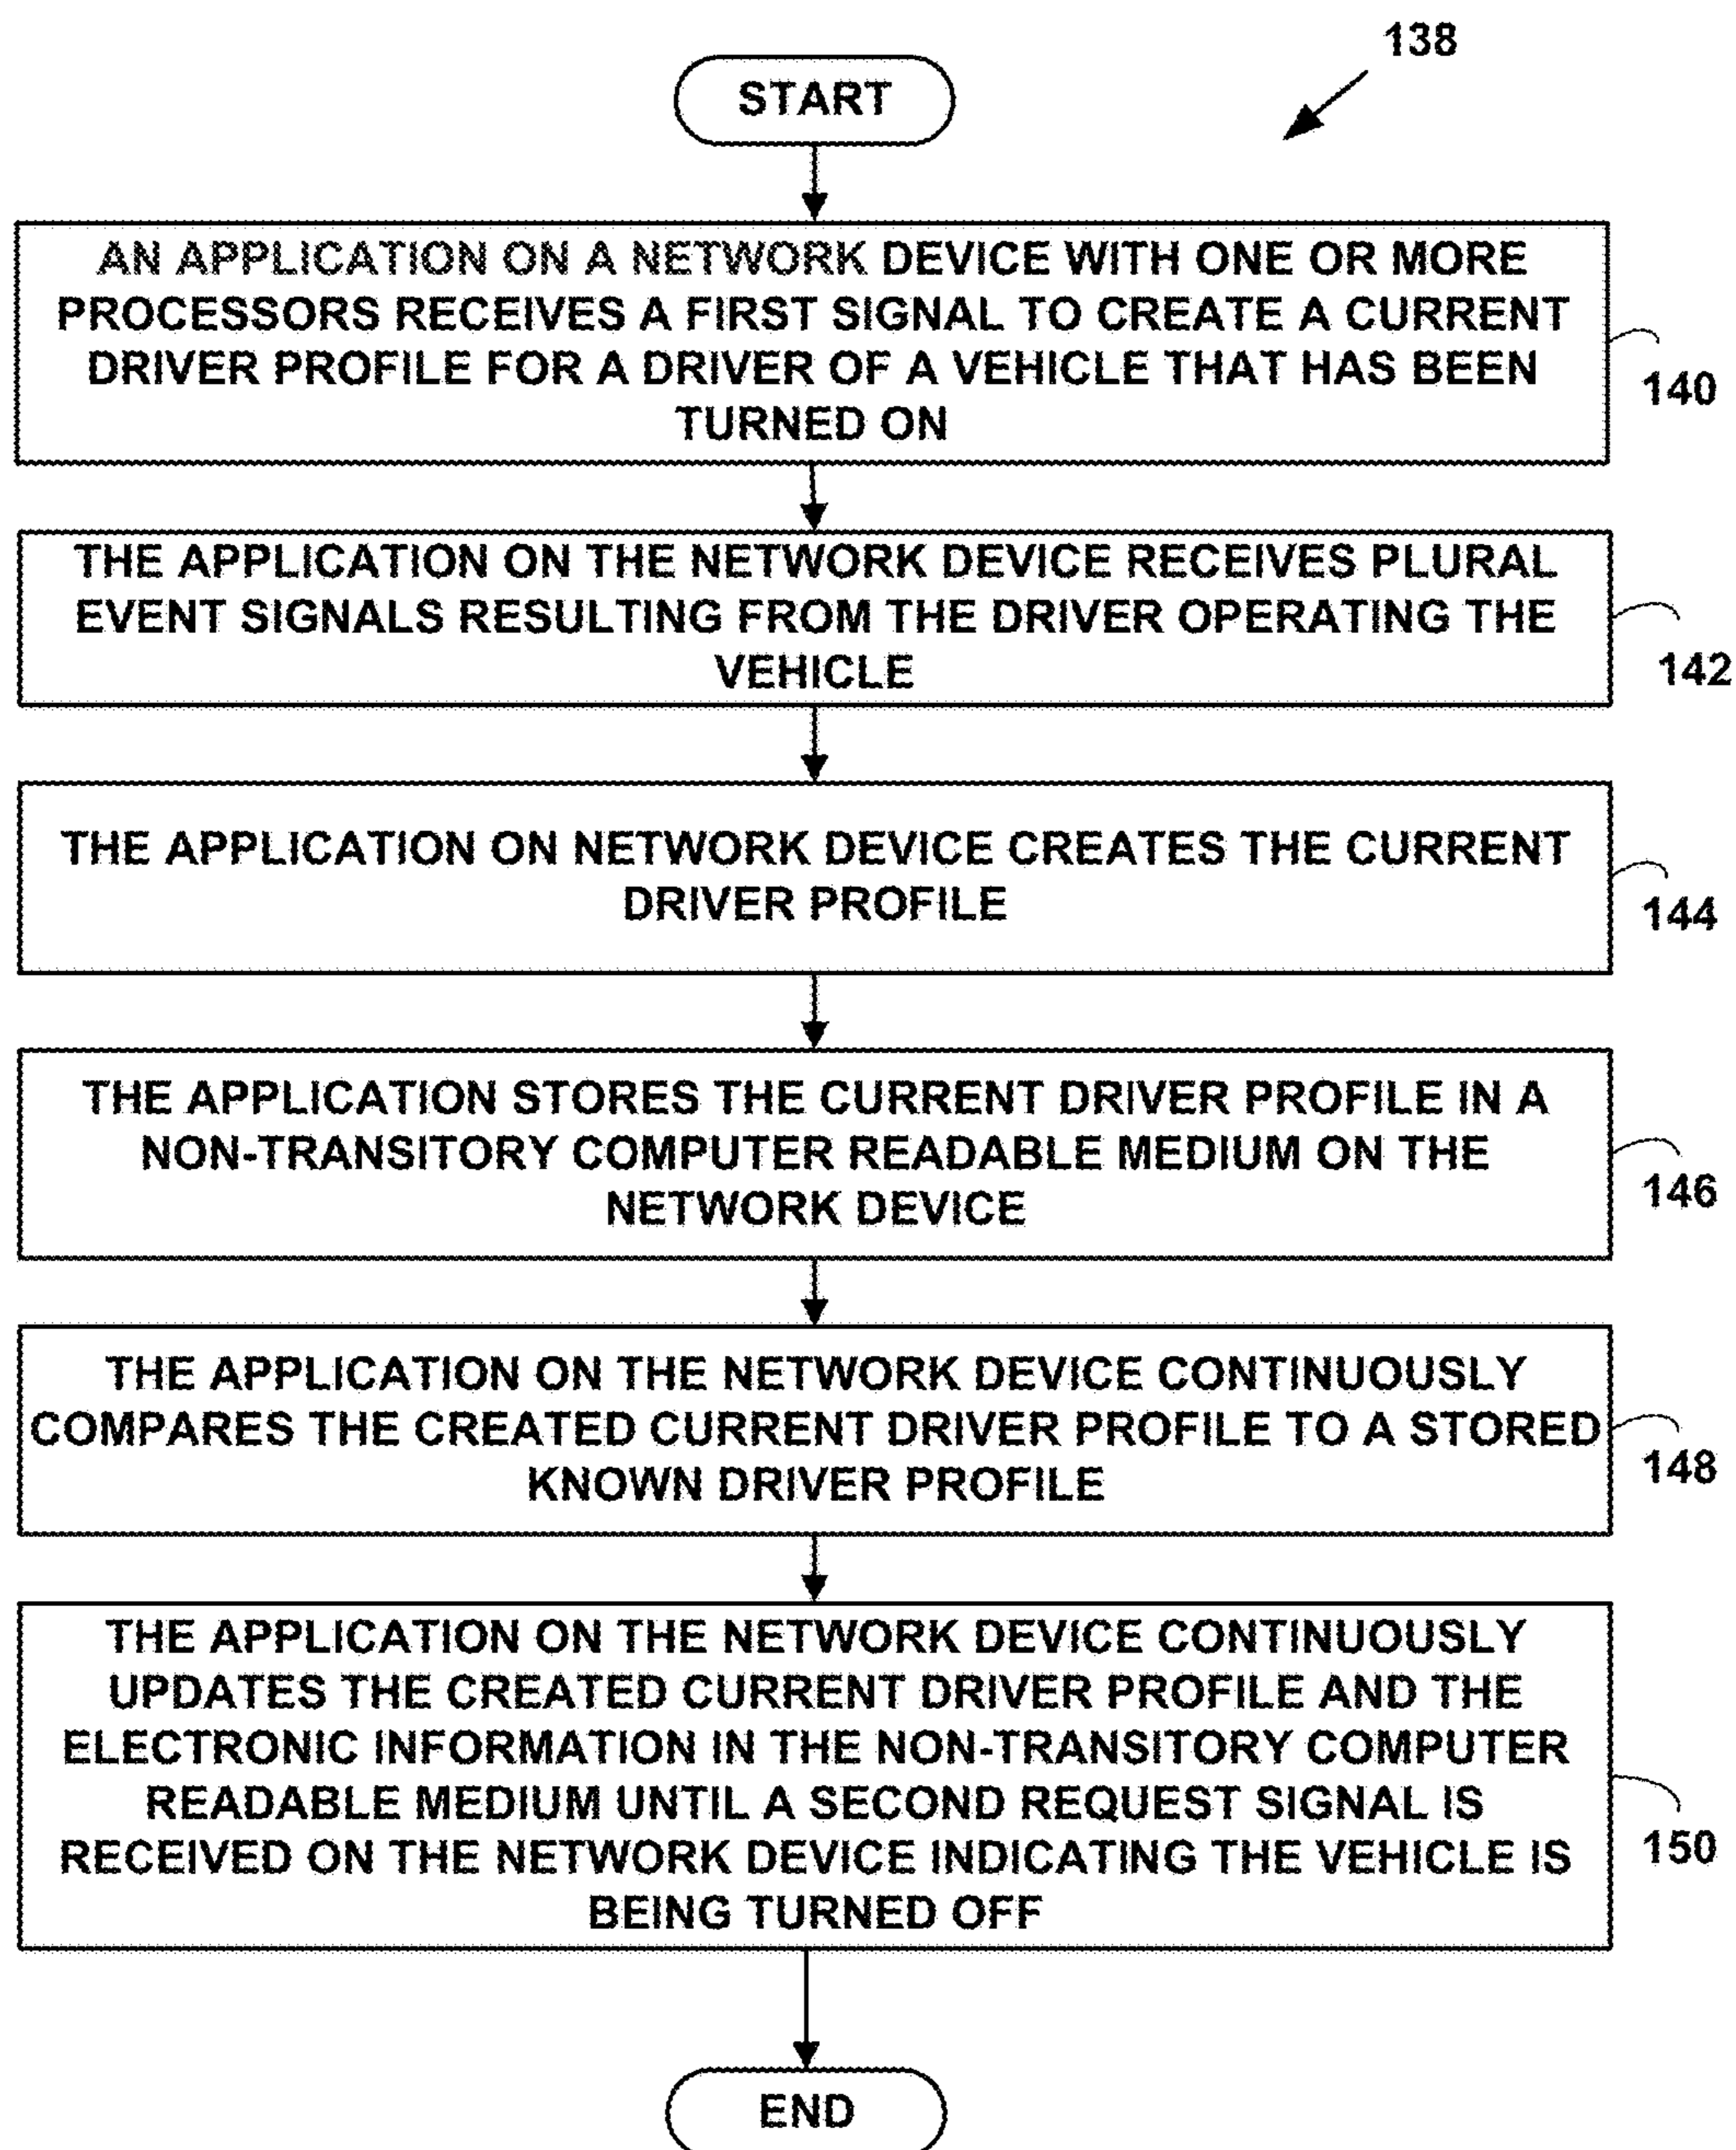 138
START
AN APPLICATION ON A NETWORK DEVICE WITH ONE OR MORE
PROCESSORS RECEIVES A FIRST SIGNAL TO CREATE A CURRENT
DRIVER PROFILE FOR A DRIVER OF A VEHICLE THAT HAS BEEN
TURNED ON
140
THE APPLICATION ON THE NETWORK DEVICE RECEIVES PLURAL
EVENT SIGNALS RESULTING FROM THE DRIVER OPERATING THE
VEHICLE
142
THE APPLICATION ON NETWORK DEVICE CREATES THE CURRENT
DRIVER PROFILE
144
THE APPLICATION STORES THE CURRENT DRIVER PROFILE IN A
NON-TRANSITORY COMPUTER READABLE MEDIUM ON THE
NETWORK DEVICE
146
THE APPLICATION ON THE NETWORK DEVICE CONTINUOUSLY
COMPARES THE CREATED CURRENT DRIVER PROFILE TO A STORED
KNOWN DRIVER PROFILE
148
THE APPLICATION ON THE NETWORK DEVICE CONTINUOUSLY
UPDATES THE CREATED CURRENT DRIVER PROFILE AND THE
ELECTRONIC INFORMATION IN THE NON-TRANSITORY COMPUTER
READABLE MEDIUM UNTIL A SECOND REQUEST SIGNAL IS
RECEIVED ON THE NETWORK DEVICE INDICATING THE VEHICLE IS
BEING TURNED OFF
150
END